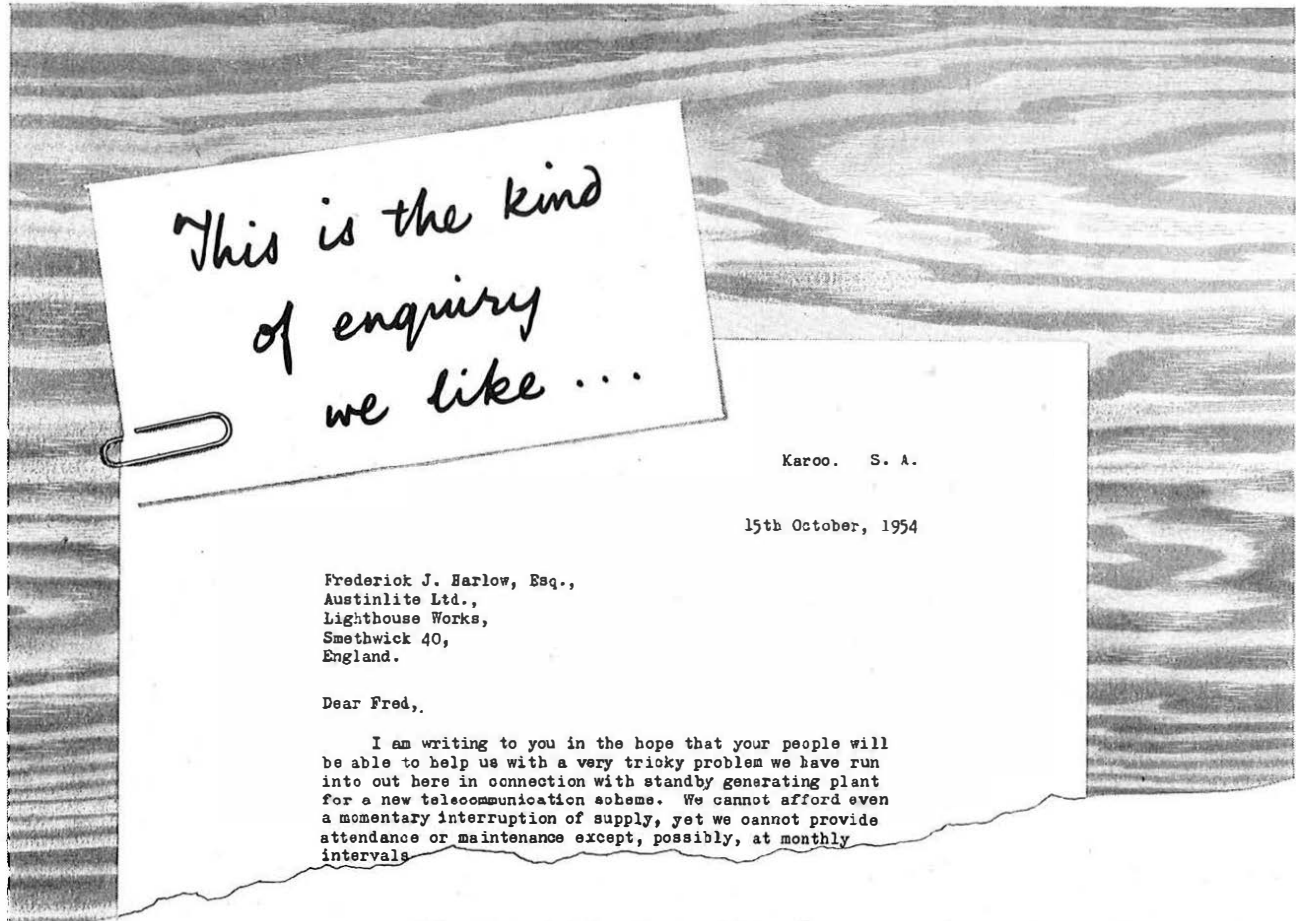 This is the kind
of enquiry
we like ...
Karoo. S. A.
15th October, 1954
Frederick J. Harlow, Esq.,
Austinlite Ltd.,
Lighthouse Works,
Smethwick 40,
England.
Dear Fred,
I am writing to you in the hope that your people will
be able to help us with a very tricky problem we have run
into out here in connection with standby generating plant
for a new telecommunication scheme. We cannot afford even
a momentary interruption of supply, yet we cannot provide
attendance or maintenance except, possibly, at monthly
intervals